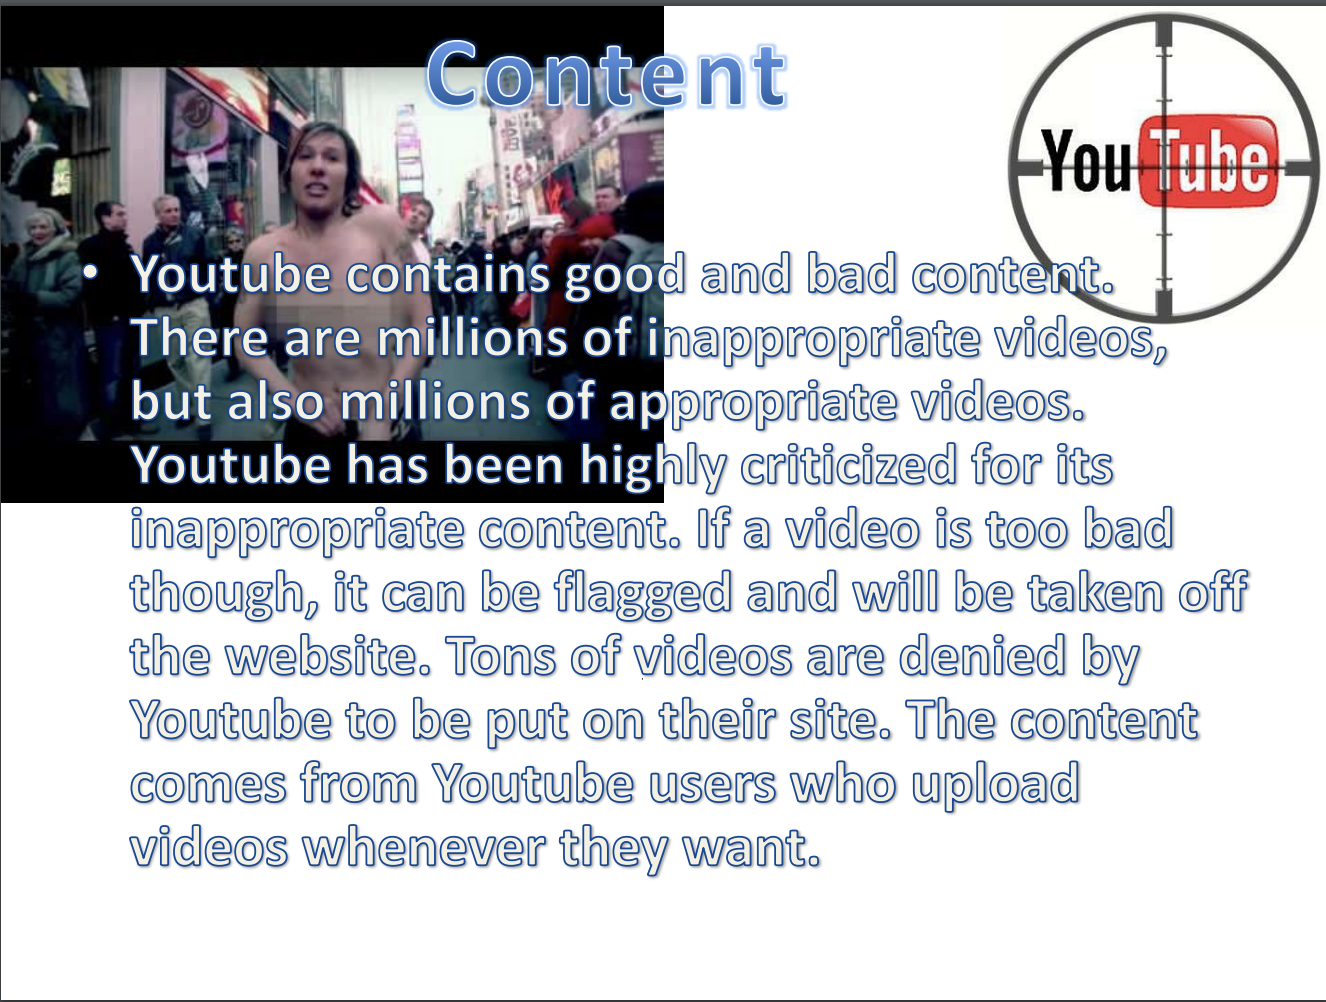 Content
YouTube
• Youtube contains good and bad content.
There are millions of inappropriate videos,
but also millions of appropriate videos.
Youtube has been highly criticized for its
inappropriate content. If a video is too bad
though, it can be flagged and will be taken off
the website. Tons of videos are denied by
Youtube to be put on their site. The content
comes from Youtube users who upload
videos whenever they want.